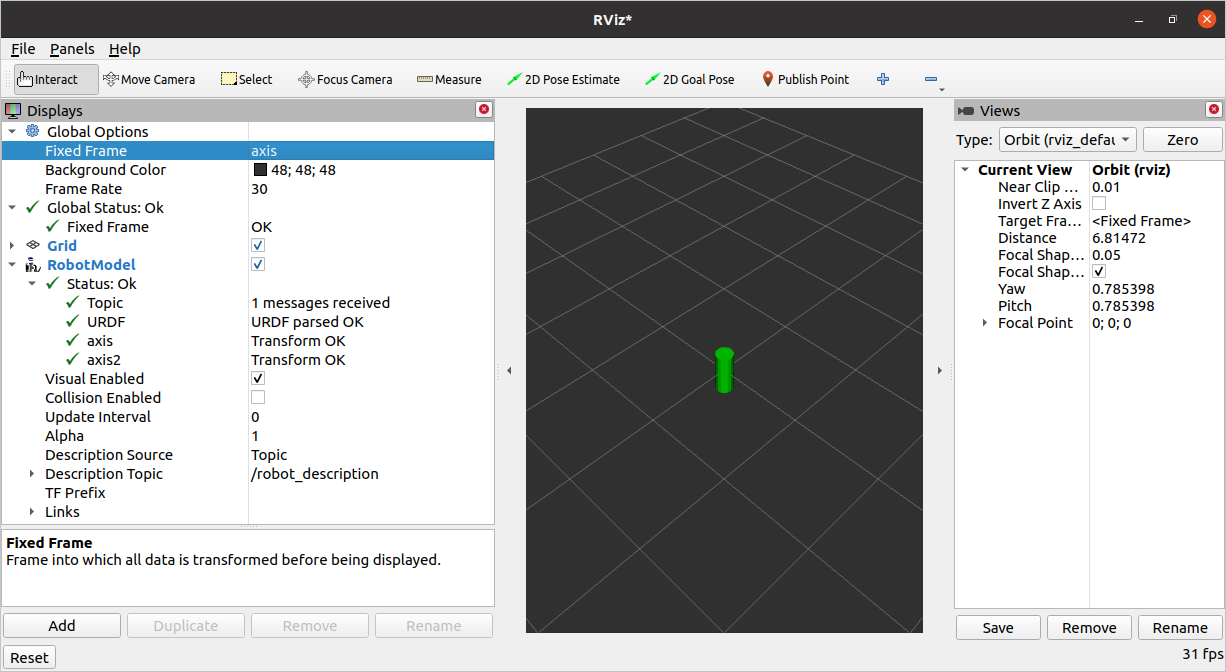 RViz*
File Panels Help
Interact Move Camera Select Focus Camera Measure 2D Pose Estimate 2D Goal Pose Publish Point
Displays
Global Options
Fixed Frame axis
Background Color 48; 48; 48
Frame Rate 30
Global Status: Ok
Fixed Frame OK
Grid
RobotModel
Status: Ok
Topic 1 messages received
URDF URDF parsed OK
axis Transform OK
axis2 Transform OK
Visual Enabled
Collision Enabled
Update Interval 0
Alpha 1
Description Source Topic
Description Topic /robot_description
TF Prefix
Links
Fixed Frame
Frame into which all data is transformed before being displayed.
Add Duplicate Remove Rename
Reset
Views
Type: Orbit (rviz_defau Zero
Current View Orbit (rviz)
Near Clip ... 0.01
Invert Z Axis
Target Fra... <Fixed Frame>
Distance 6.81472
Focal Shap... 0.05
Focal Shap...
Yaw 0.785398
Pitch 0.785398
Focal Point 0; 0; 0
Save Remove Rename
31 fps